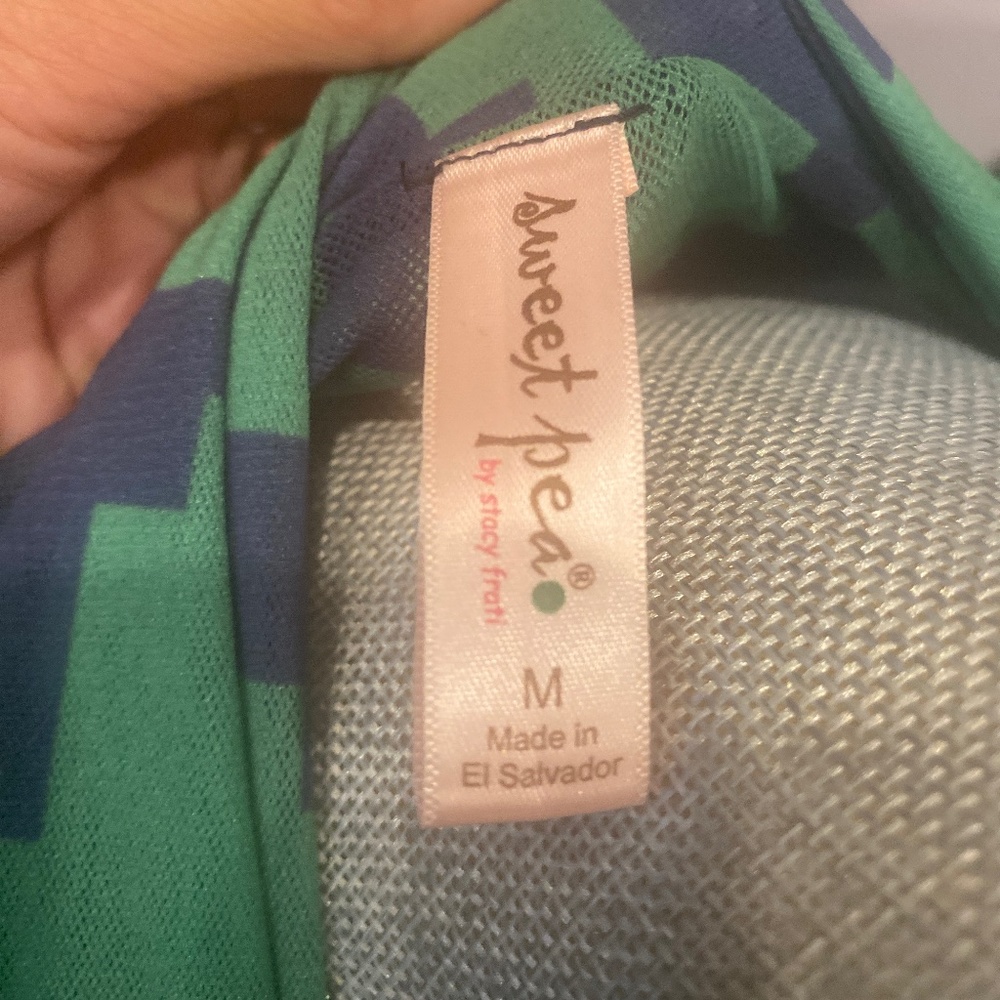 sweet pea®
by stacy frati
M
Made in
El Salvador